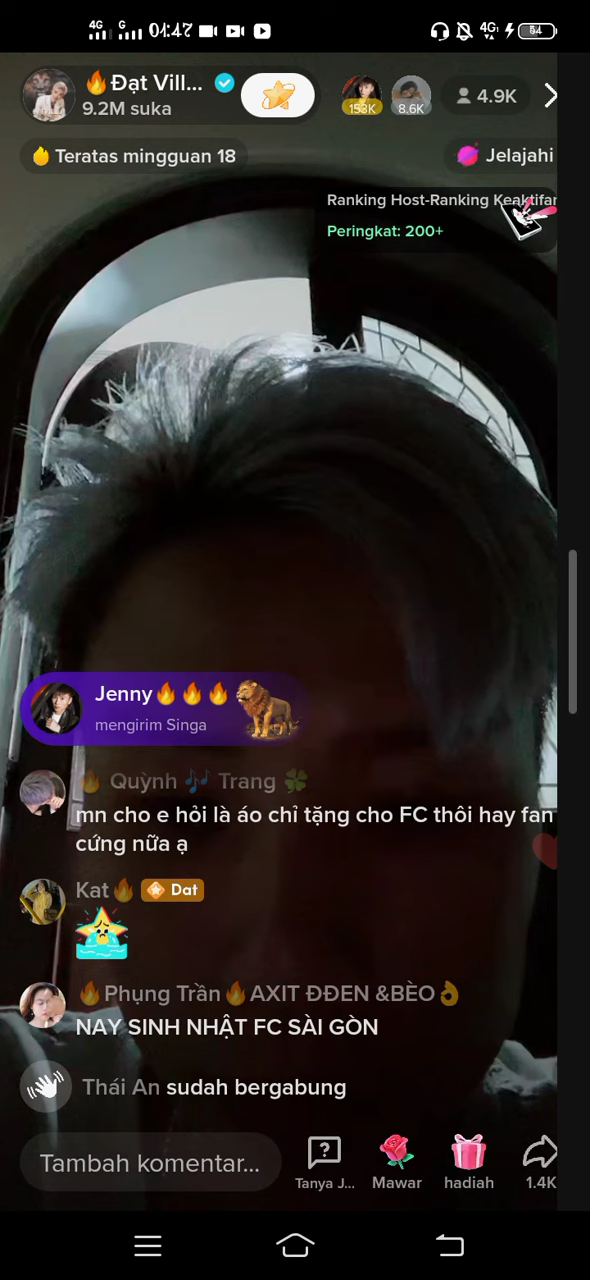 4G G 01:47 4G 54
🔥Đạt Vill...
9.2M suka
153K 8.6K 4.9K
Teratas mingguan 18
Jelajahi
Ranking Host-Ranking Keaktifan
Peringkat: 200+
Jenny🔥🔥🔥
mengirim Singa
🔥 Quỳnh 🎶 Trang 🍀
mn cho e hỏi là áo chỉ tặng cho FC thôi hay fan
cứng nữa ạ
Kat🔥 Dat
🔥Phụng Trần🔥AXIT ĐĐEN &BÈO👌
NAY SINH NHẬT FC SÀI GÒN
Thái An sudah bergabung
Tambah komentar...
Tanya J... Mawar hadiah 1.4K